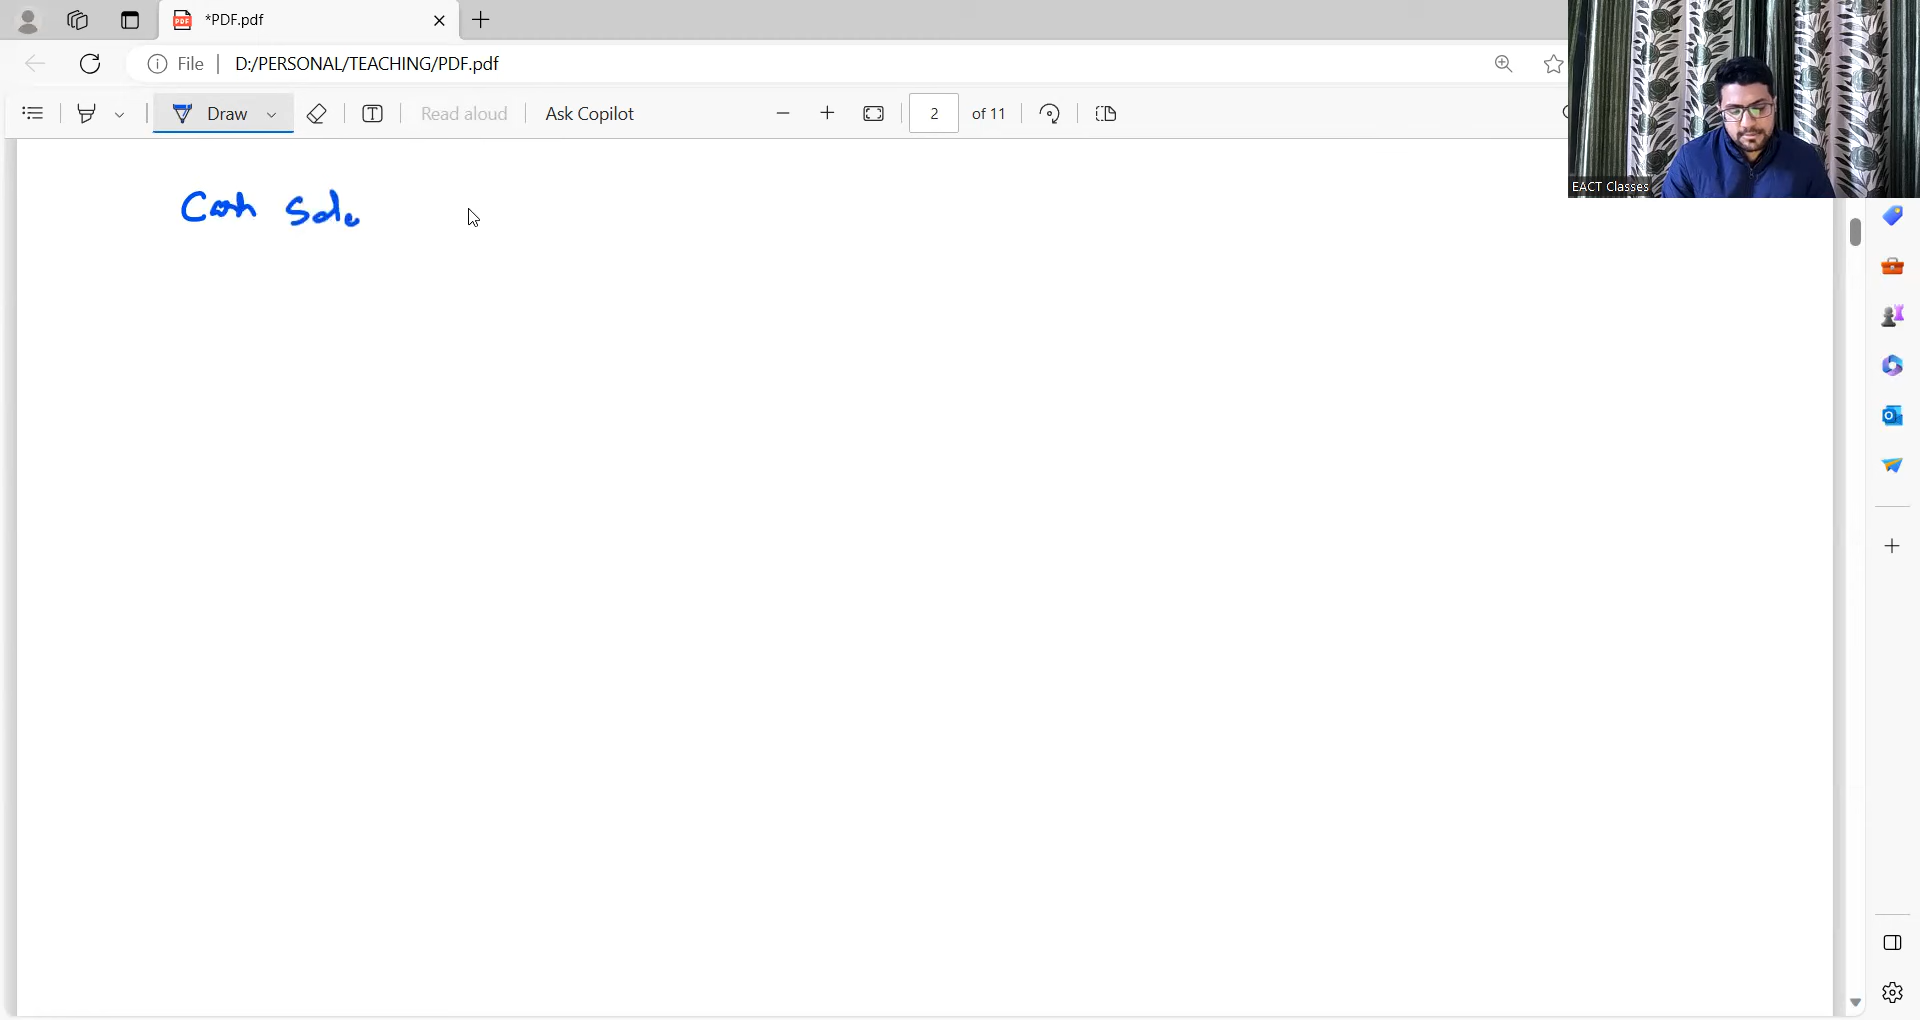 *PDF.pdf
File D:/PERSONAL/TEACHING/PDF.pdf
Draw Read aloud Ask Copilot 2 of 11
EACT Classes
Cash Sale